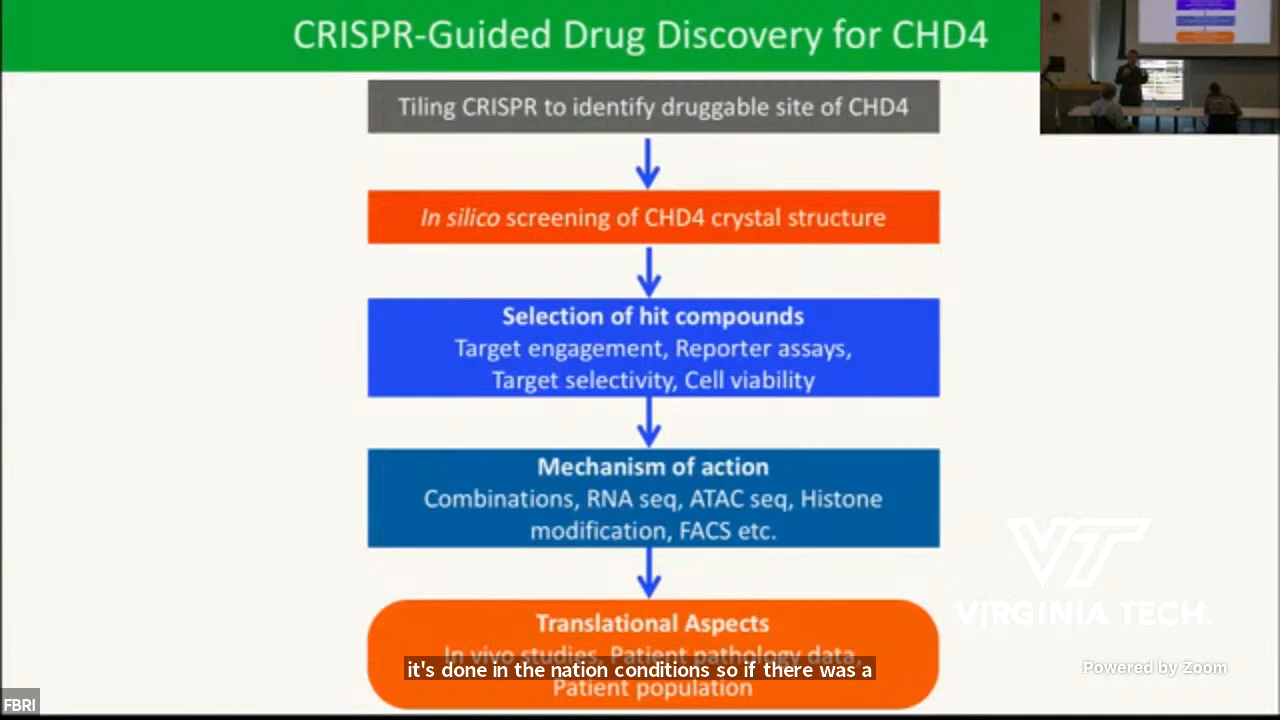 CRISPR-Guided Drug Discovery for CHD4
Tiling CRISPR to identify druggable site of CHD4
In silico screening of CHD4 crystal structure
Selection of hit compounds
Target engagement, Reporter assays,
Target selectivity, Cell viability
Mechanism of action
Combinations, RNA seq, ATAC seq, Histone
modification, FACS etc.
Translational Aspects
In vivo studies, Patient pathology data,
it's done in the nation conditions so if there was a
Patient population
VT
VIRGINIA TECH.
Powered by Zoom
FBRI